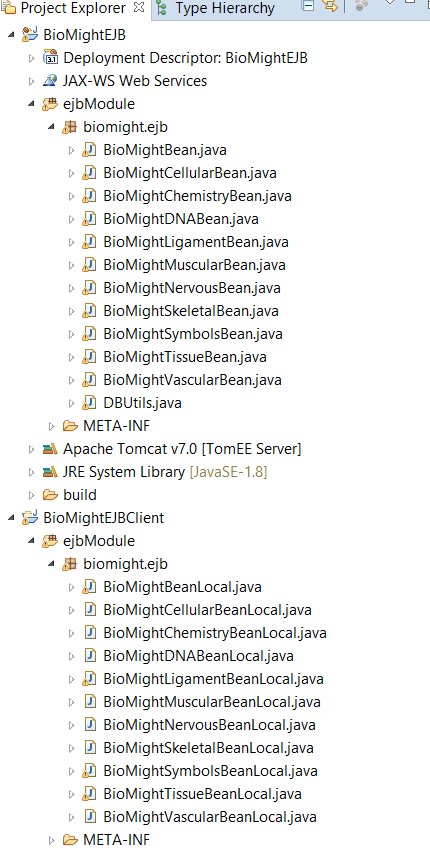 Project Explorer Type Hierarchy
BioMightEJB
Deployment Descriptor: BioMightEJB
JAX-WS Web Services
ejbModule
biomight.ejb
BioMightBean.java
BioMightCellularBean.java
BioMightChemistryBean.java
BioMightDNABean.java
BioMightLigamentBean.java
BioMightMuscularBean.java
BioMightNervousBean.java
BioMightSkeletalBean.java
BioMightSymbolsBean.java
BioMightTissueBean.java
BioMightVascularBean.java
DBUtils.java
META-INF
Apache Tomcat v7.0 [TomEE Server]
JRE System Library [JavaSE-1.8]
build
BioMightEJBClient
ejbModule
biomight.ejb
BioMightBeanLocal.java
BioMightCellularBeanLocal.java
BioMightChemistryBeanLocal.java
BioMightDNABeanLocal.java
BioMightLigamentBeanLocal.java
BioMightMuscularBeanLocal.java
BioMightNervousBeanLocal.java
BioMightSkeletalBeanLocal.java
BioMightSymbolsBeanLocal.java
BioMightTissueBeanLocal.java
BioMightVascularBeanLocal.java
META-INF